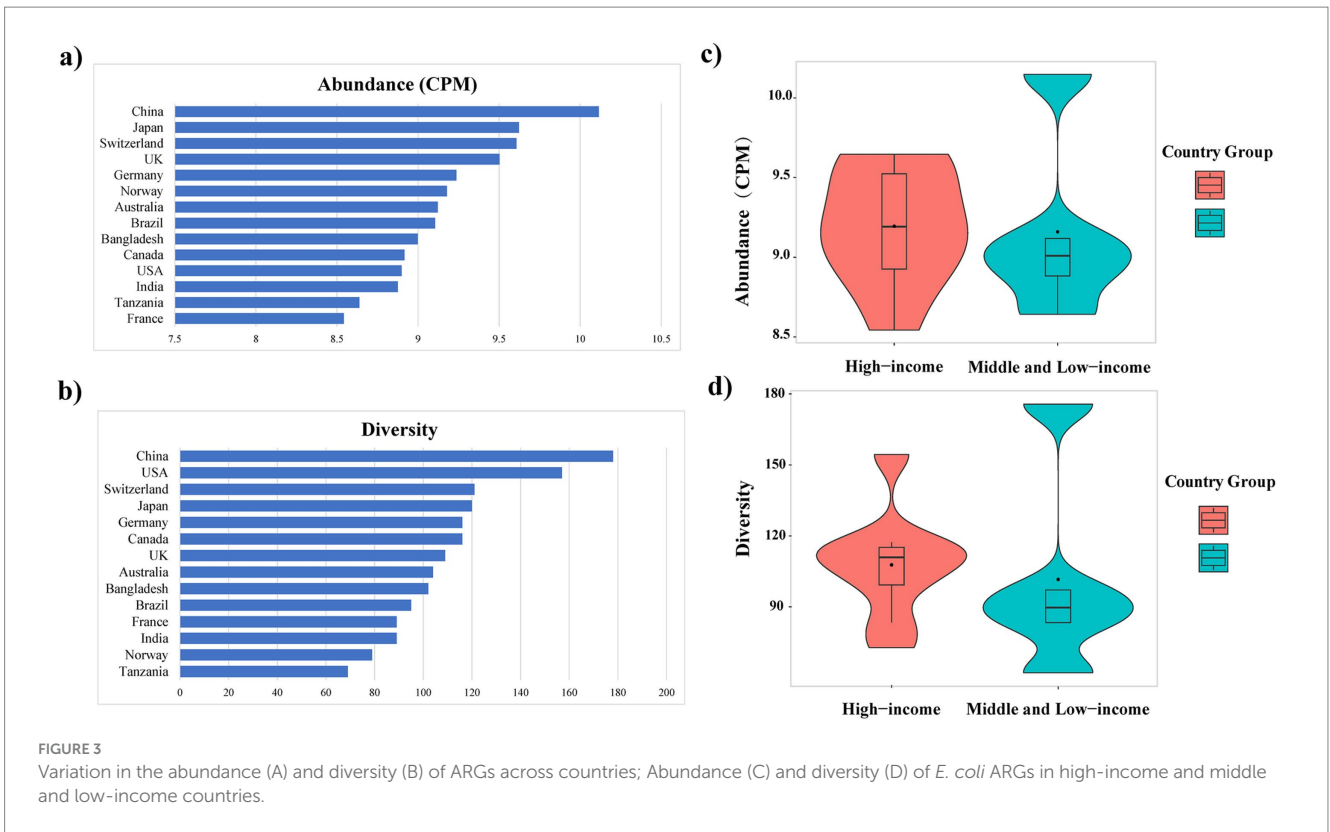 a)
Abundance (CPM)
China
Japan
Switzerland
UK
Germany
Norway
Australia
Brazil
Bangladesh
Canada
USA
India
Tanzania
France
7.5 8 8.5 9 9.5 10 10.5
b)
Diversity
China
USA
Switzerland
Japan
Germany
Canada
UK
Australia
Bangladesh
Brazil
France
India
Norway
Tanzania
0 20 40 60 80 100 120 140 160 180 200
c)
Abundance (CPM)
10.0
9.5
9.0
8.5
High-income Middle and Low-income
Country Group
d)
Diversity
180
150
120
90
High-income Middle and Low-income
Country Group
FIGURE 3
Variation in the abundance (A) and diversity (B) of ARGs across countries; Abundance (C) and diversity (D) of E. coli ARGs in high-income and middle
and low-income countries.